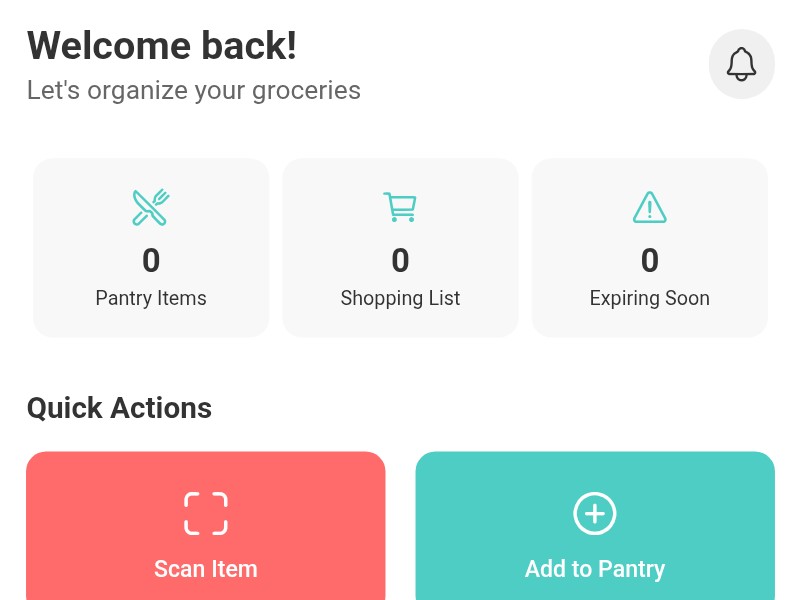 Welcome back!
Let's organize your groceries
0
Pantry Items
0
Shopping List
0
Expiring Soon
Quick Actions
Scan Item
Add to Pantry